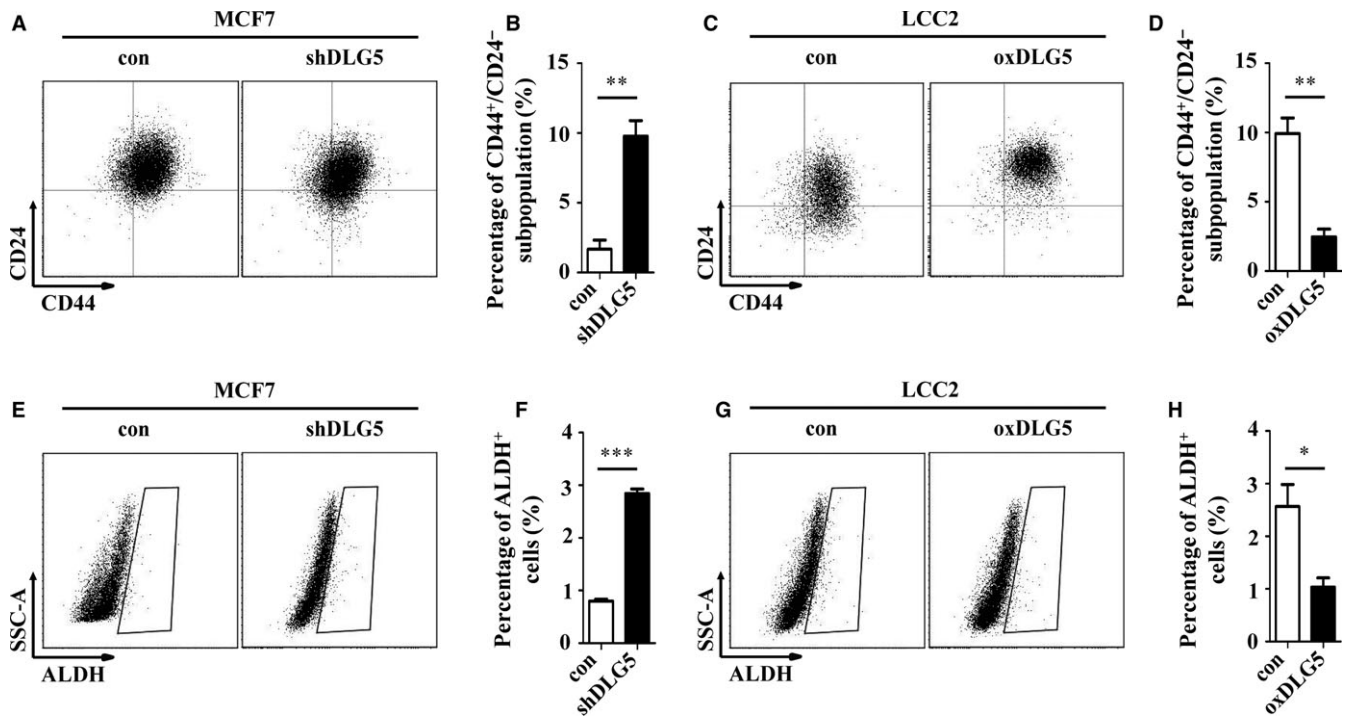 A
MCF7
con
shDLG5
CD24
CD44
B
Percentage of CD44⁺/CD24⁻
subpopulation (%)
15
10
5
0
**
con
shDLG5
C
LCC2
con
oxDLG5
CD24
CD44
D
Percentage of CD44⁺/CD24⁻
subpopulation (%)
15
10
5
0
**
con
oxDLG5
E
MCF7
con
shDLG5
SSC-A
ALDH
F
Percentage of ALDH⁺
cells (%)
4
3
2
1
0
***
con
shDLG5
G
LCC2
con
oxDLG5
SSC-A
ALDH
H
Percentage of ALDH⁺
cells (%)
4
3
2
1
0
*
con
oxDLG5